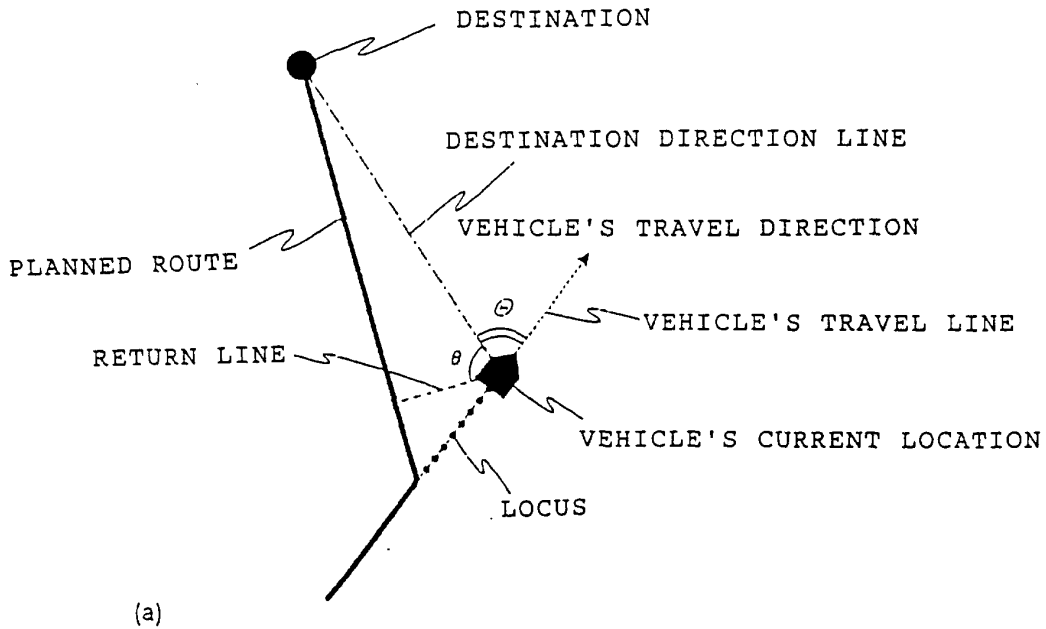 DESTINATION
DESTINATION DIRECTION LINE
VEHICLE'S TRAVEL DIRECTION
PLANNED ROUTE
Θ
VEHICLE'S TRAVEL LINE
RETURN LINE
θ
VEHICLE'S CURRENT LOCATION
LOCUS
(a)